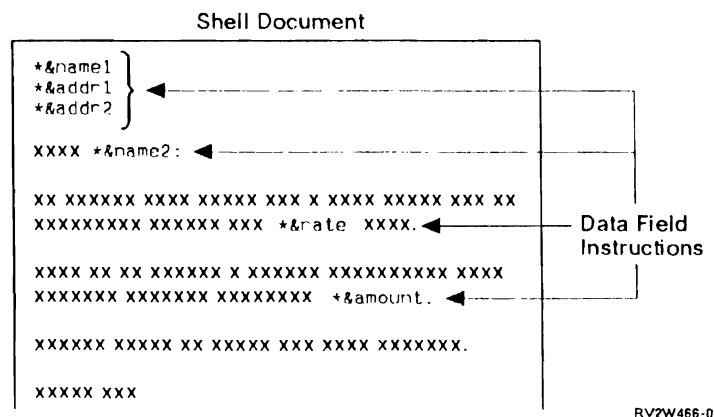 Shell Document
*&name1
*&addr1
*&addr2
xxxx *&name2:
xx xxxxxx xxxx xxxxx xxx x xxxx xxxxx xxx xx
xxxxxxxxx xxxxxx xxx *&rate xxxx.
Data Field
Instructions
xxxx xx xx xxxxxx x xxxxxx xxxxxxxxxx xxxx
xxxxxxx xxxxxxx xxxxxxxx *&amount.
xxxxxx xxxxx xx xxxxx xxx xxxx xxxxxxx.
xxxxx xxx
RV2W466-0